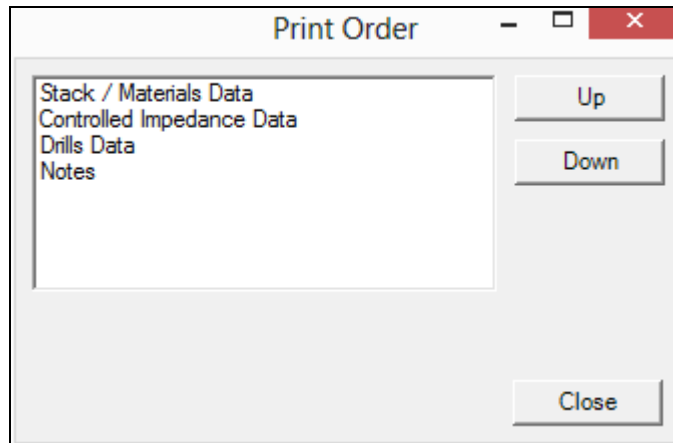 Print Order
Stack / Materials Data
Controlled Impedance Data
Drills Data
Notes
Up
Down
Close